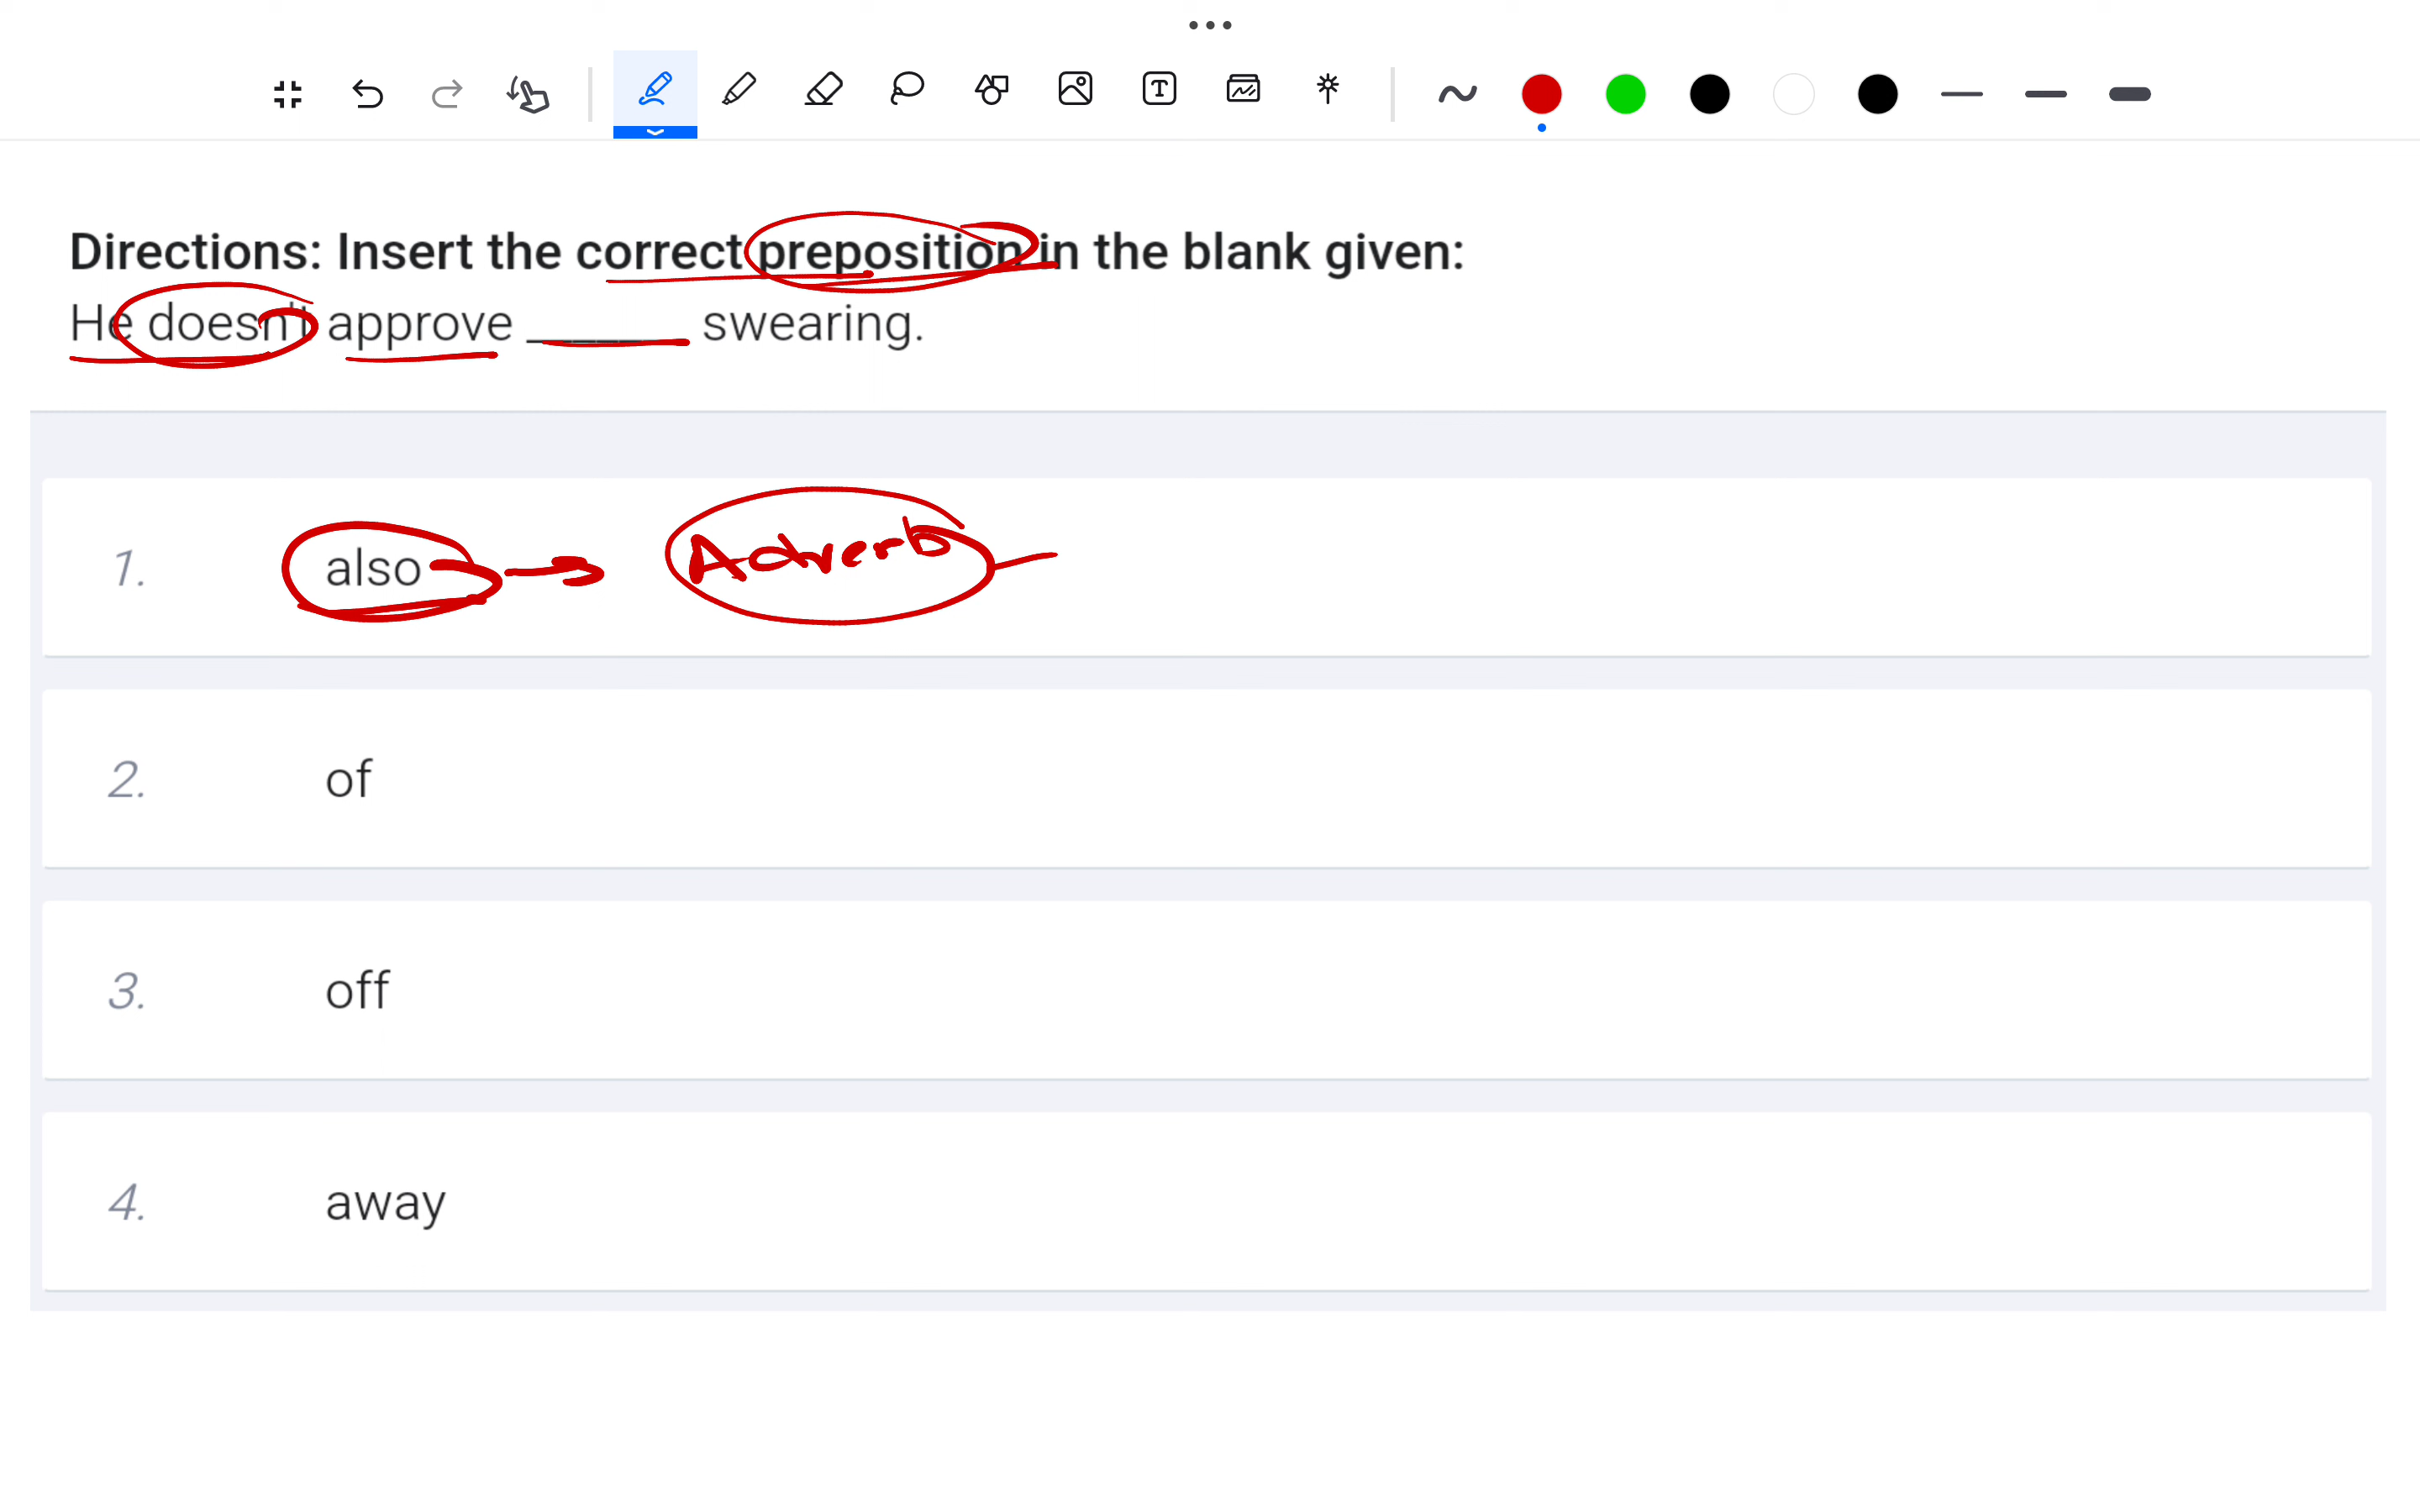 Directions: Insert the correct preposition in the blank given:
He doesn't approve ______ swearing.
1. also Adverb
2. of
3. off
4. away